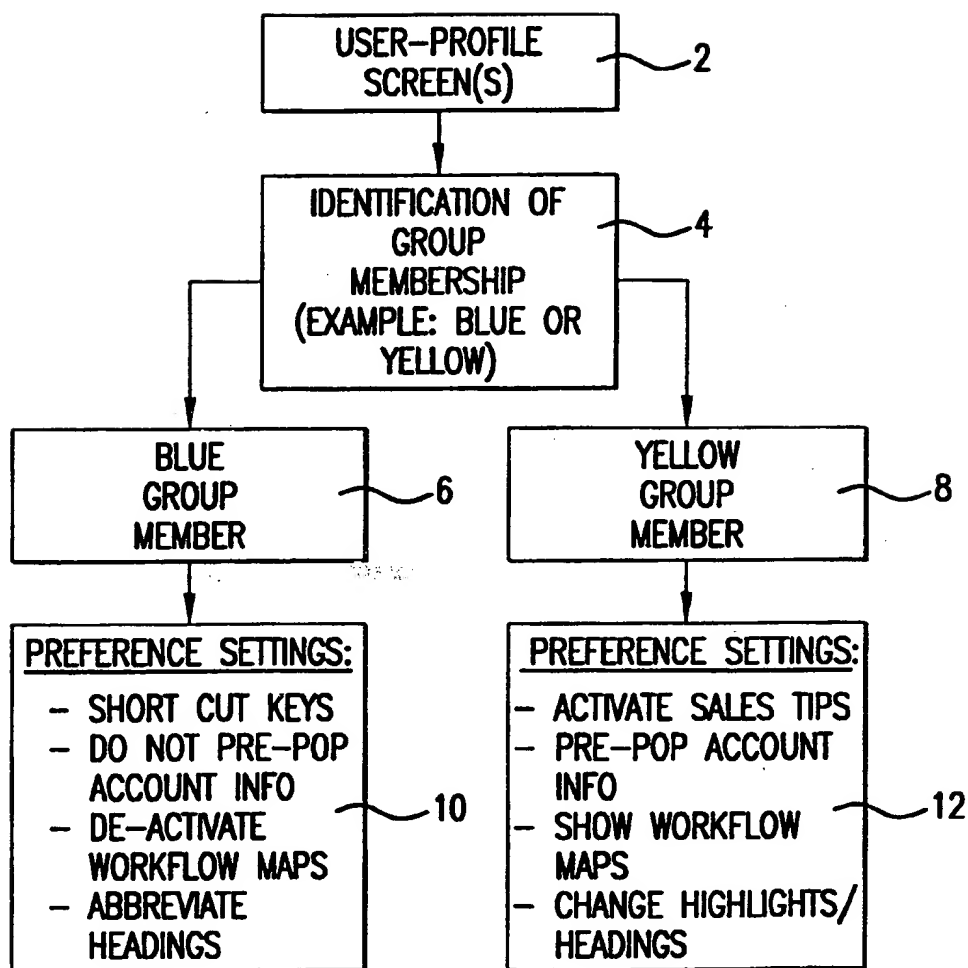 USER-PROFILE
SCREEN(S)
2
IDENTIFICATION OF
GROUP
MEMBERSHIP
(EXAMPLE: BLUE OR
YELLOW)
4
BLUE
GROUP
MEMBER
6
YELLOW
GROUP
MEMBER
8
PREFERENCE SETTINGS:
- SHORT CUT KEYS
- DO NOT PRE-POP
ACCOUNT INFO
- DE-ACTIVATE
WORKFLOW MAPS
- ABBREVIATE
HEADINGS
10
PREFERENCE SETTINGS:
- ACTIVATE SALES TIPS
- PRE-POP ACCOUNT
INFO
- SHOW WORKFLOW
MAPS
- CHANGE HIGHLIGHTS/
HEADINGS
12